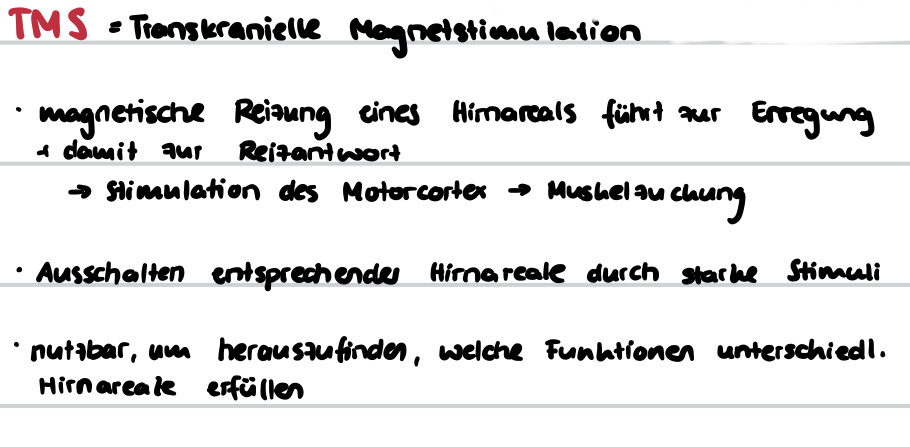 TMS = Transkranielle Magnetstimulation
· magnetische Reizung eines Hirnareals führt zur Erregung
+ damit zur Reizantwort
→ Stimulation des Motorcortex → Muskelzuckung
· Ausschalten entsprechender Hirnareale durch starke Stimuli
· nutzbar, um herauszufinden, welche Funktionen unterschiedl.
Hirnareale erfüllen